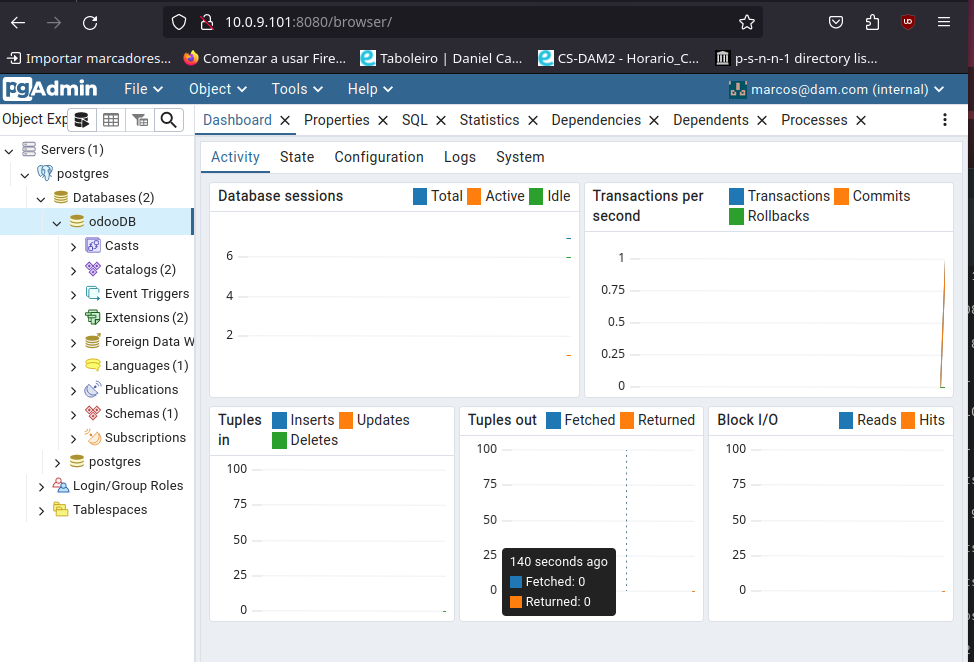 10.0.9.101:8080/browser/
Importar marcadores... Comenzar a usar Fire... Taboleiro | Daniel Ca... CS-DAM2 - Horario_C... p-s-n-n-1 directory lis...
pgAdmin File Object Tools Help marcos@dam.com (internal)
Object Exp Dashboard Properties SQL Statistics Dependencies Dependents Processes
Servers (1)
postgres
Databases (2)
odooDB
Casts
Catalogs (2)
Event Triggers
Extensions (2)
Foreign Data W
Languages (1)
Publications
Schemas (1)
Subscriptions
postgres
Login/Group Roles
Tablespaces
Activity State Configuration Logs System
Database sessions Total Active Idle
6
4
2
Transactions per second
Transactions Commits
Rollbacks
1
0.75
0.5
0.25
0
Tuples in
Inserts Updates
Deletes
100
75
50
25
0
Tuples out Fetched Returned
100
75
50
25
0
140 seconds ago
Fetched: 0
Returned: 0
Block I/O Reads Hits
100
75
50
25
0